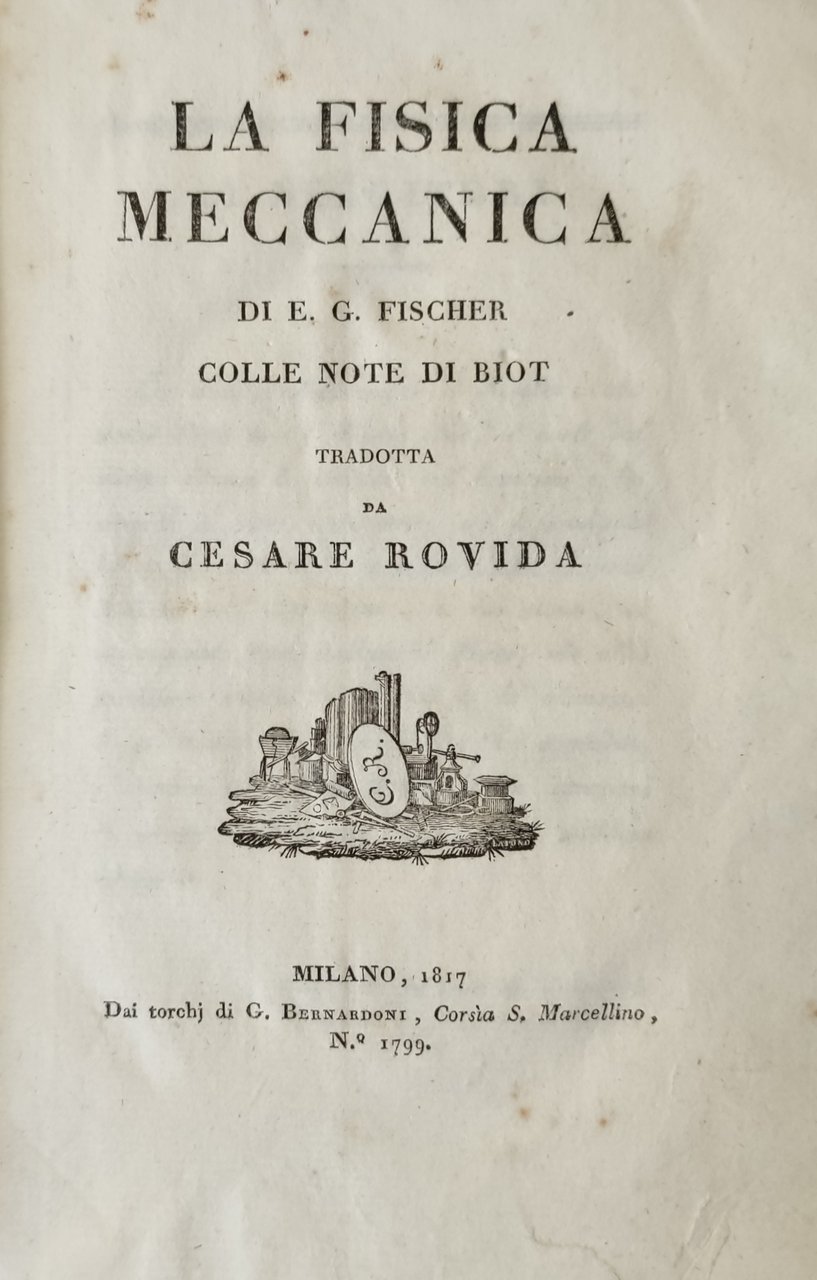 LA FISICA
MECCANICA
DI E. G. FISCHER
COLLE NOTE DI BIOT
TRADOTTA
DA
CESARE ROVIDA
C.R.
MILANO, 1817
Dai torchj di G. BERNARDONI, Corsìa S. Marcellino,
N.º 1799.